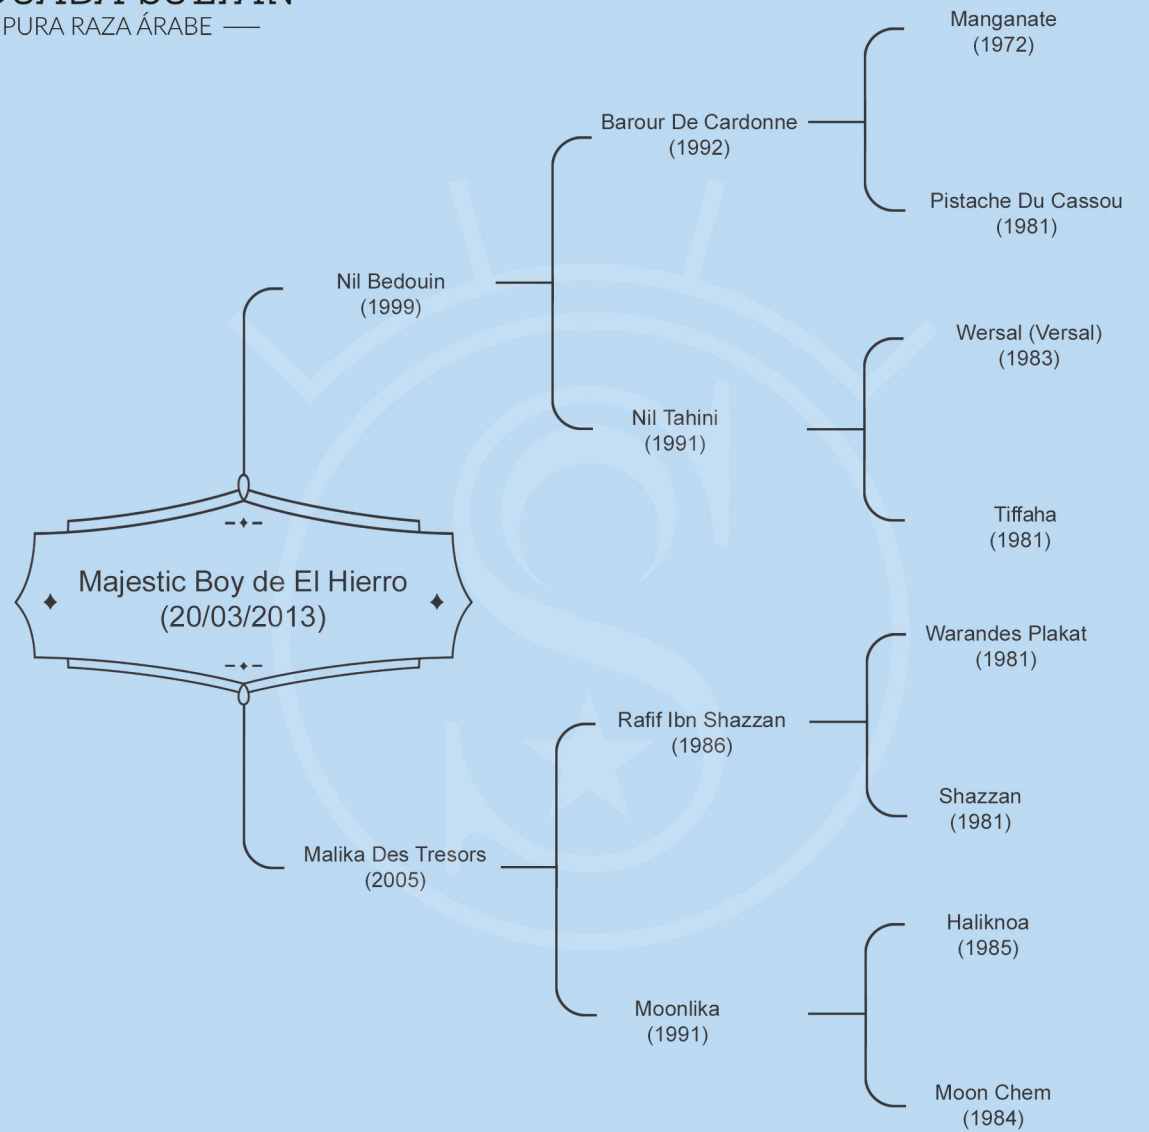 PURA RAZA ÁRABE
Manganate
(1972)
Barour De Cardonne
(1992)
Pistache Du Cassou
(1981)
Nil Bedouin
(1999)
Wersal (Versal)
(1983)
Nil Tahini
(1991)
Tiffaha
(1981)
Majestic Boy de El Hierro
(20/03/2013)
Warandes Plakat
(1981)
Rafif Ibn Shazzan
(1986)
Shazzan
(1981)
Malika Des Tresors
(2005)
Haliknoa
(1985)
Moonlika
(1991)
Moon Chem
(1984)